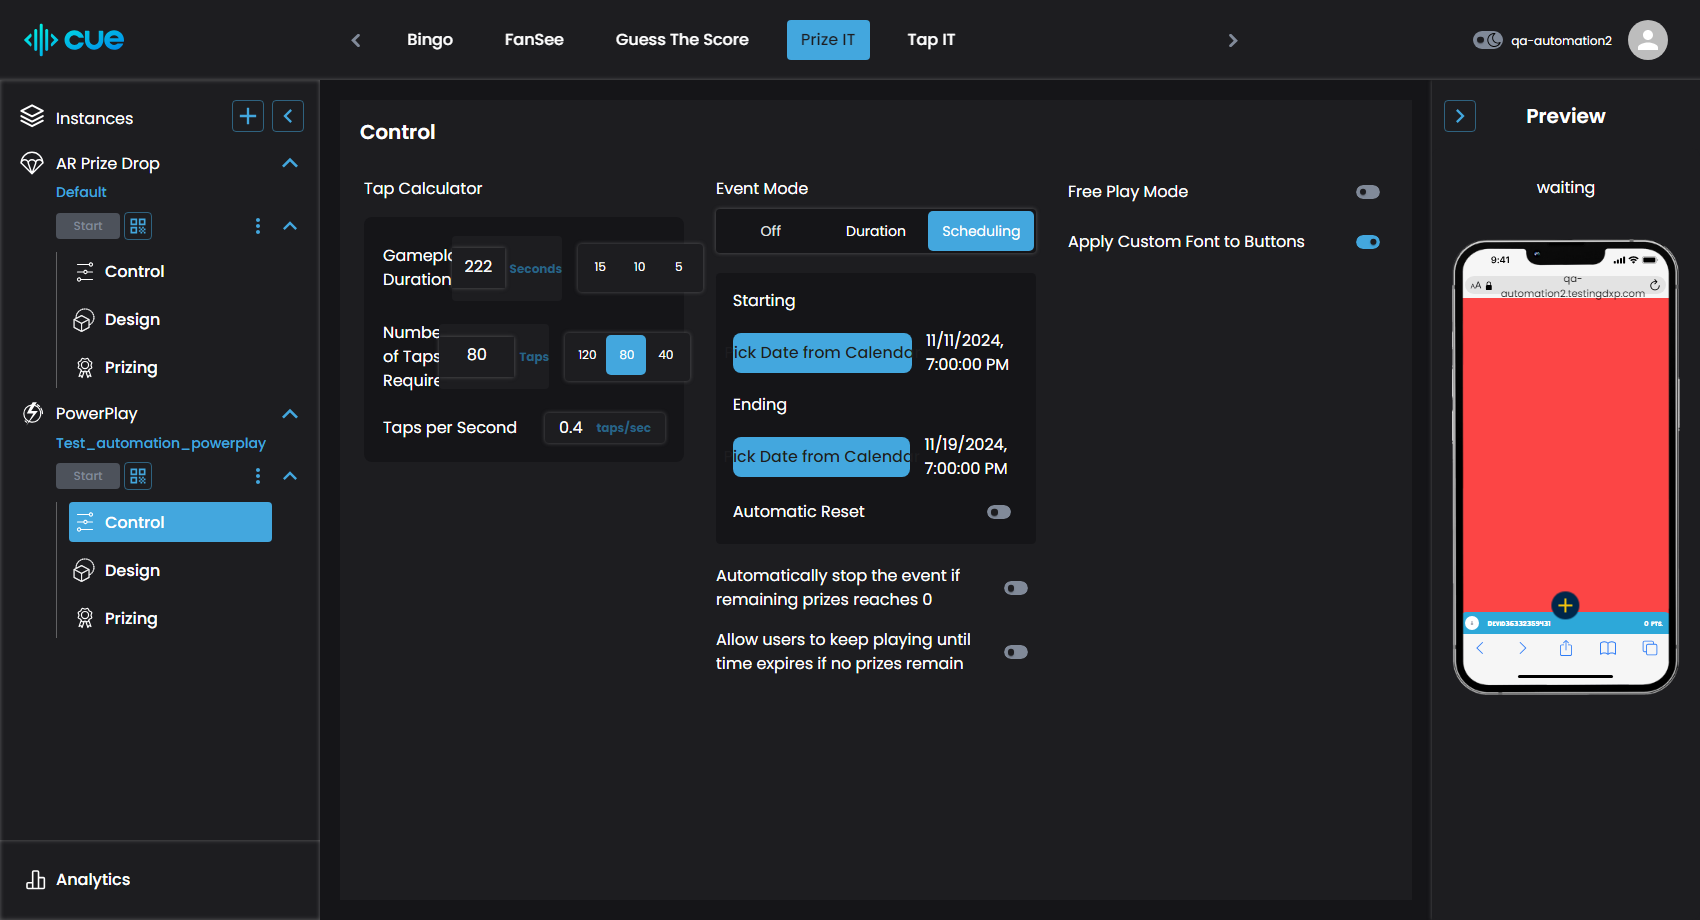 cue
Bingo
FanSee
Guess The Score
Prize IT
Tap IT
qa-automation2
Instances
AR Prize Drop
Default
Start
Control
Design
Prizing
PowerPlay
Test_automation_powerplay
Start
Control
Design
Prizing
Analytics
Control
Tap Calculator
Gamepl
Duration
222
Seconds
15
10
5
Numbe
of Taps
Require
80
Taps
120
80
40
Taps per Second
0.4
taps/sec
Event Mode
Off
Duration
Scheduling
Starting
ick Date from Calenda
11/11/2024,
7:00:00 PM
Ending
ick Date from Calenda
11/19/2024,
7:00:00 PM
Automatic Reset
Automatically stop the event if
remaining prizes reaches 0
Allow users to keep playing until
time expires if no prizes remain
Free Play Mode
Apply Custom Font to Buttons
Preview
waiting
9:41
AA
qa-
automation2.testingdxp.com
0 PTS.